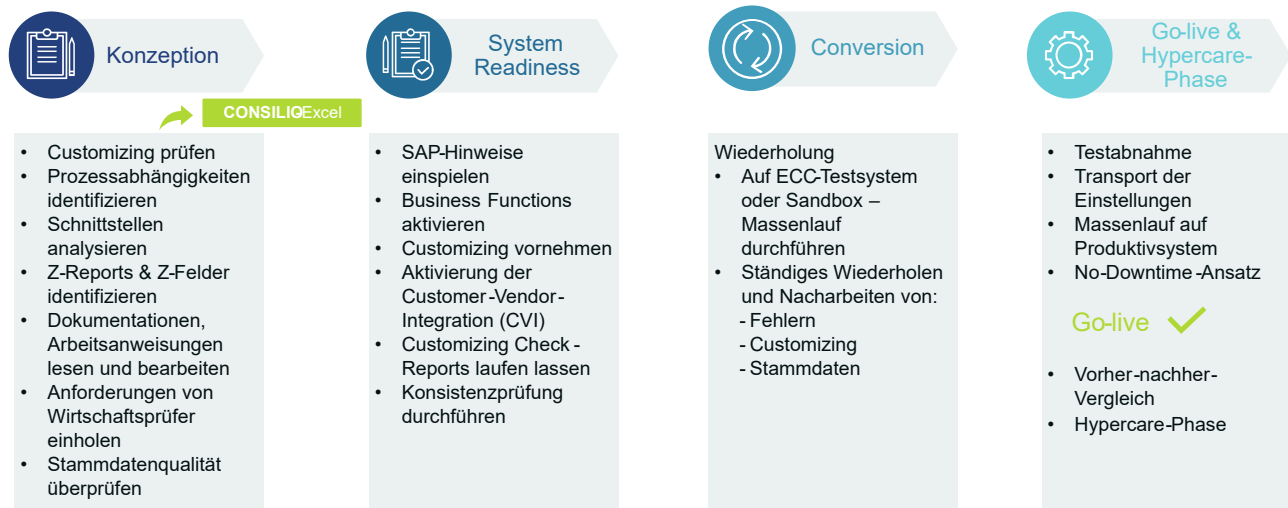 Konzeption
CONSILIQExcel
• Customizing prüfen
• Prozessabhängigkeiten
identifizieren
• Schnittstellen
analysieren
• Z-Reports & Z-Felder
identifizieren
• Dokumentationen,
Arbeitsanweisungen
lesen und bearbeiten
• Anforderungen von
Wirtschaftsprüfer
einholen
• Stammdatenqualität
überprüfen
System
Readiness
• SAP-Hinweise
einspielen
• Business Functions
aktivieren
• Customizing vornehmen
• Aktivierung der
Customer-Vendor-
Integration (CVI)
• Customizing Check-
Reports laufen lassen
• Konsistenzprüfung
durchführen
Conversion
Wiederholung
• Auf ECC-Testsystem
oder Sandbox –
Massenlauf
durchführen
• Ständiges Wiederholen
und Nacharbeiten von:
- Fehlern
- Customizing
- Stammdaten
Go-live &
Hypercare-
Phase
• Testabnahme
• Transport der
Einstellungen
• Massenlauf auf
Produktivsystem
• No-Downtime-Ansatz
Go-live
• Vorher-nachher-
Vergleich
• Hypercare-Phase